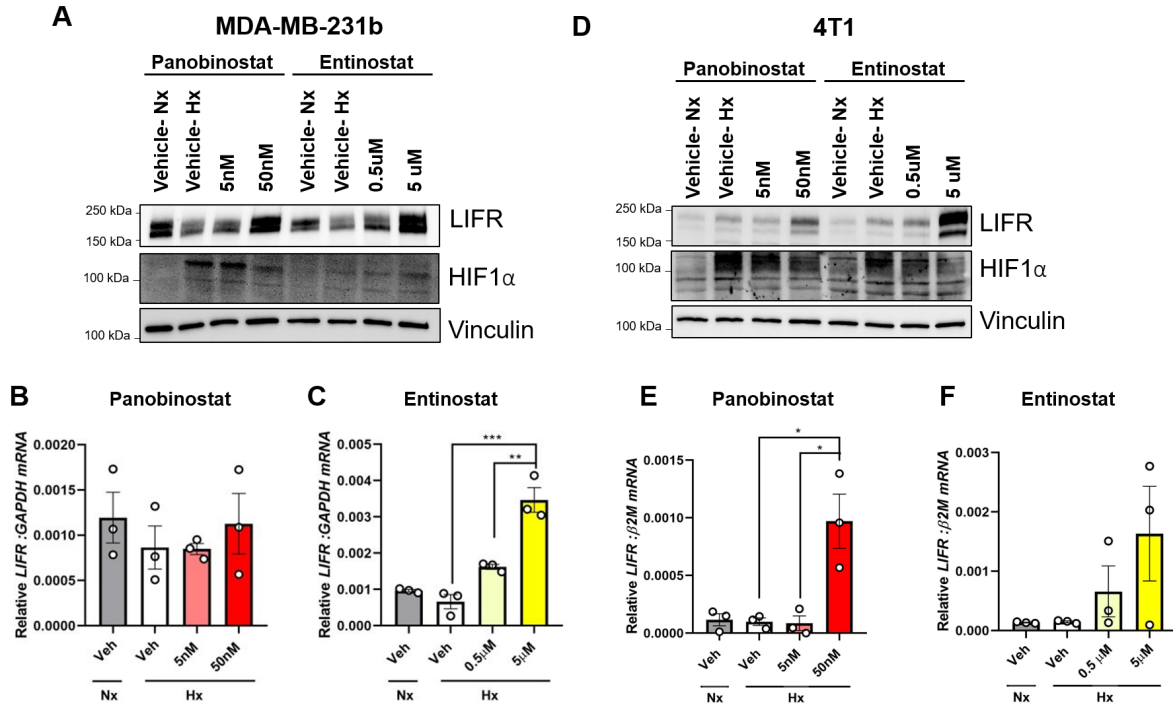 A
MDA-MB-231b
Panobinostat Entinostat
Vehicle- Nx
Vehicle- Hx
5nM
50nM
Vehicle- Nx
Vehicle- Hx
0.5uM
5 uM
250 kDa
150 kDa
LIFR
100 kDa
HIF1α
100 kDa
Vinculin
D
4T1
Panobinostat Entinostat
Vehicle- Nx
Vehicle- Hx
5nM
50nM
Vehicle- Nx
Vehicle- Hx
0.5uM
5 uM
250 kDa
150 kDa
LIFR
100 kDa
HIF1α
100 kDa
Vinculin
B
Panobinostat
Relative LIFR :GAPDH mRNA
0.0020
0.0015
0.0010
0.0005
0.0000
Veh Veh 5nM 50nM
Nx Hx
C
Entinostat
Relative LIFR :GAPDH mRNA
0.005
0.004
0.003
0.002
0.001
0.000
***
**
Veh Veh 0.5µM 5µM
Nx Hx
E
Panobinostat
Relative LIFR :β2M mRNA
0.0015
0.0010
0.0005
0.0000
*
*
Veh Veh 5nM 50nM
Nx Hx
F
Entinostat
Relative LIFR :β2M mRNA
0.003
0.002
0.001
0.000
Veh Veh 0.5 µM 5µM
Nx Hx